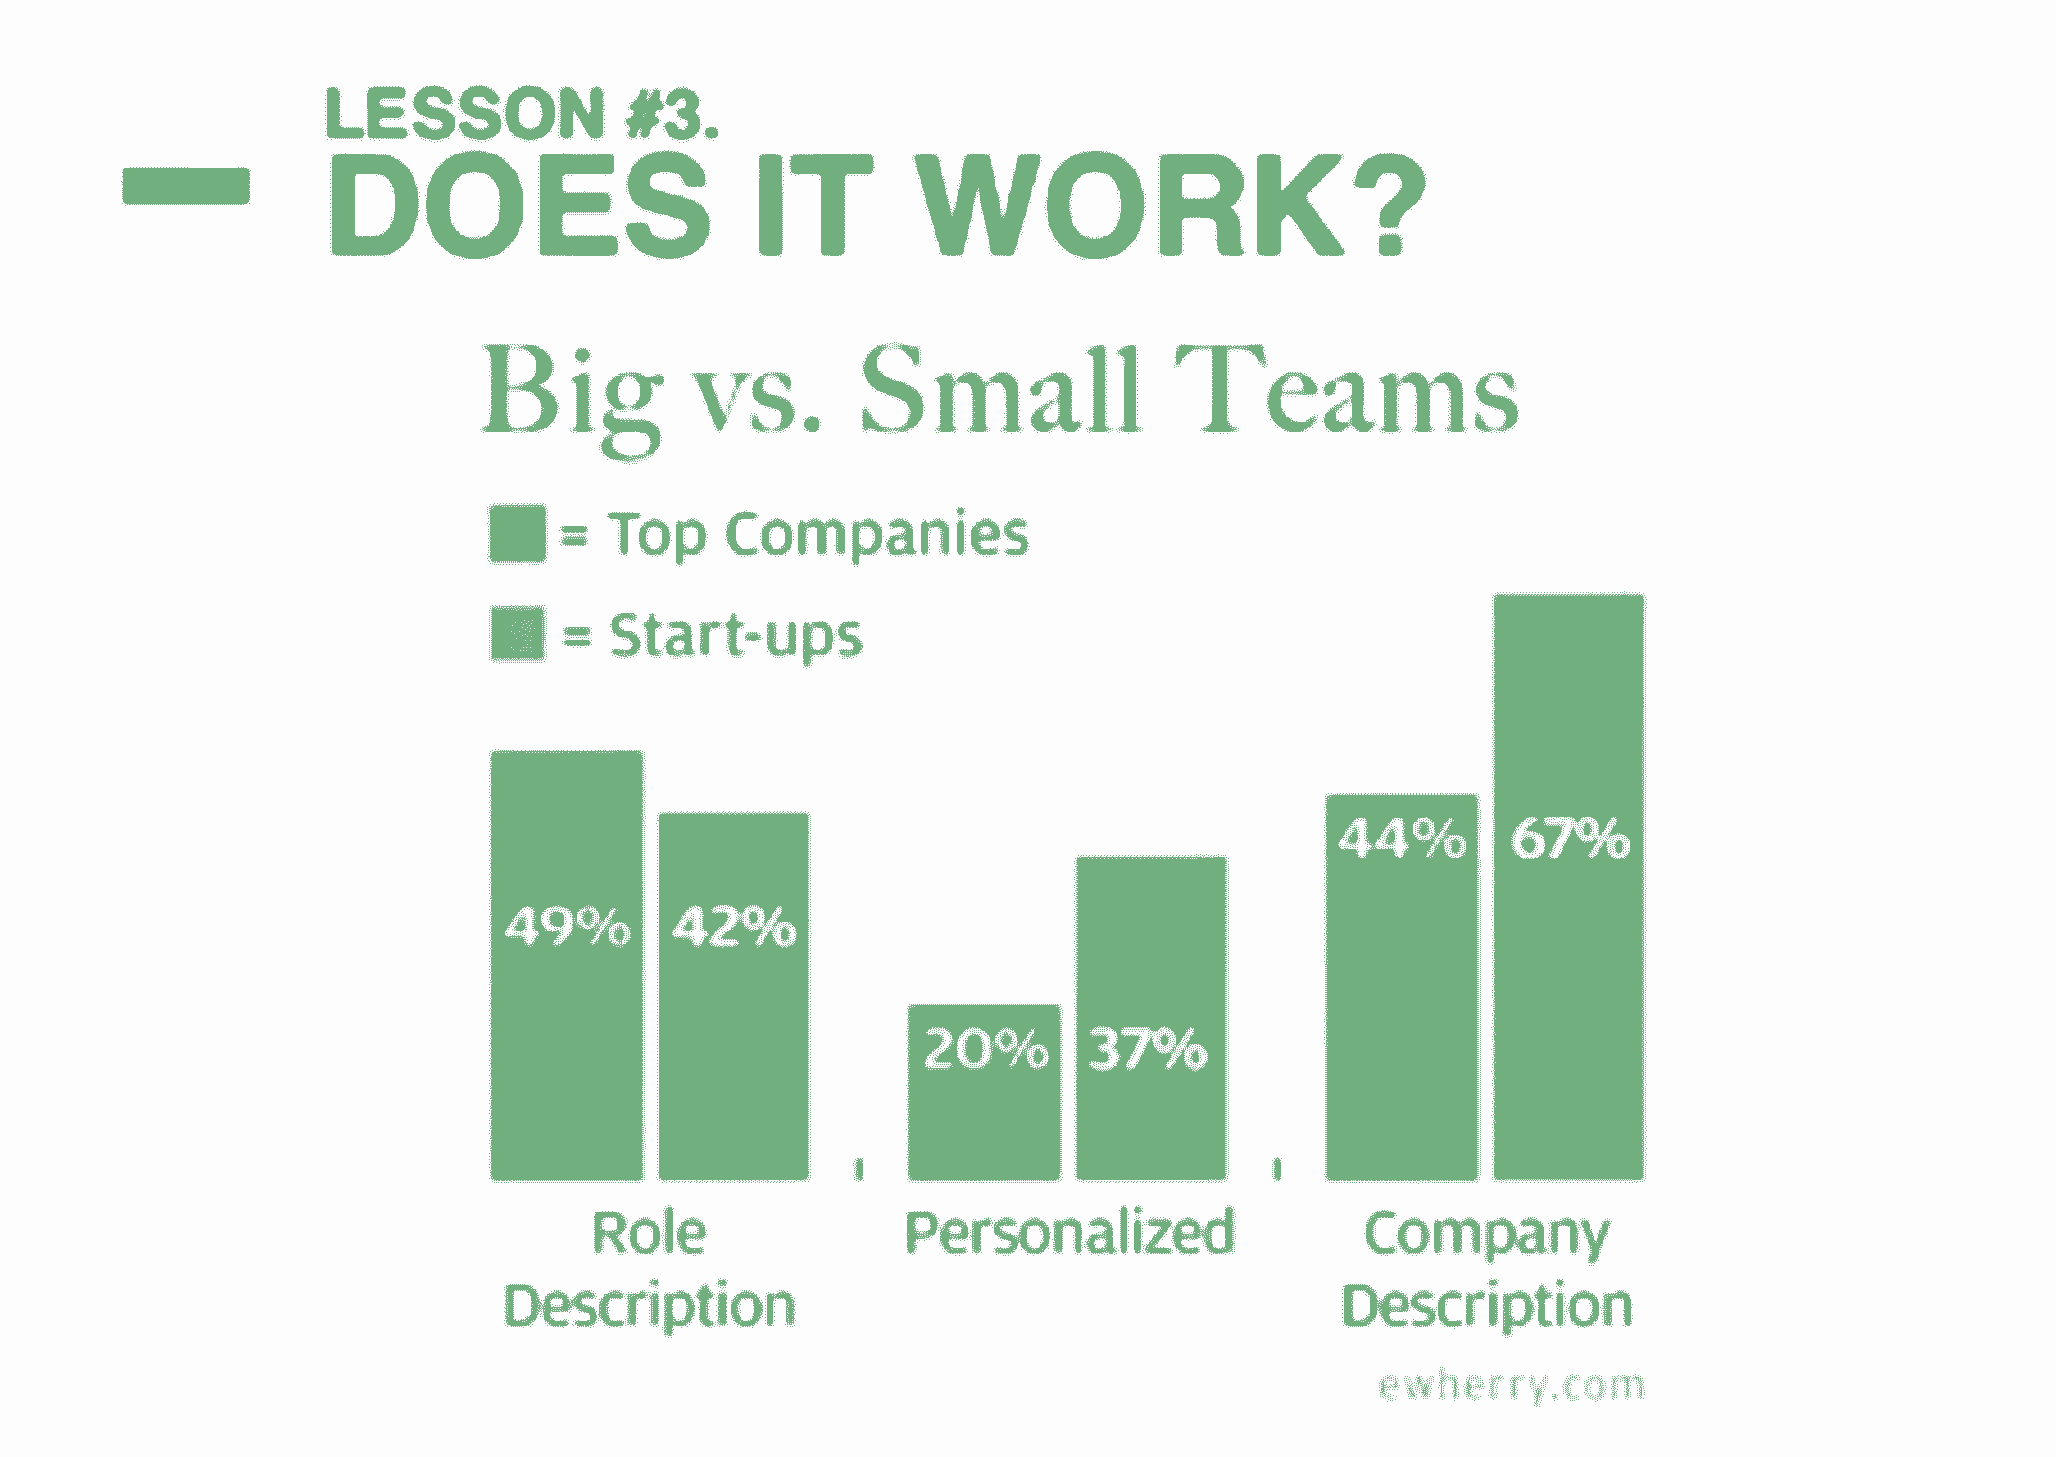 LESSON #3.
DOES IT WORK?
Big vs. Small Teams
= Top Companies
= Start-ups
49% 42%
20% 37%
44% 67%
Role
Description
Personalized
Company
Description
ewherry.com